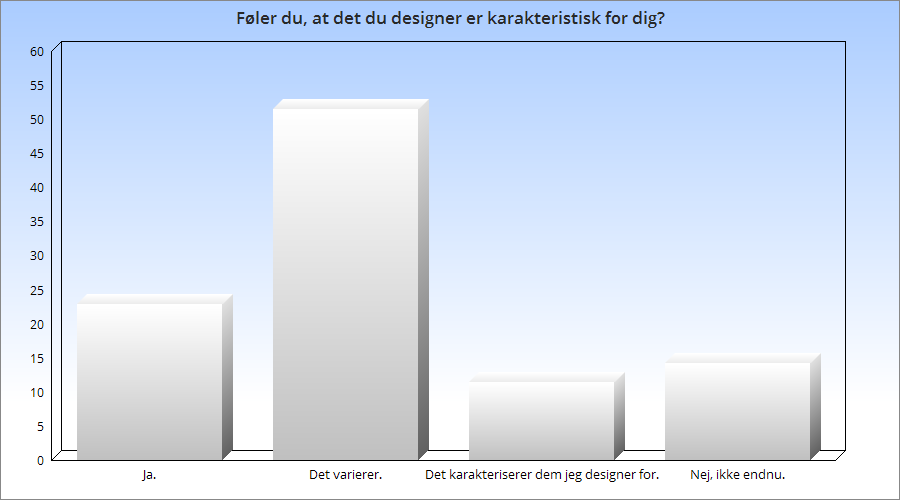 Føler du, at det du designer er karakteristisk for dig?
60
55
50
45
40
35
30
25
20
15
10
5
0
Ja.
Det varierer.
Det karakteriserer dem jeg designer for.
Nej, ikke endnu.